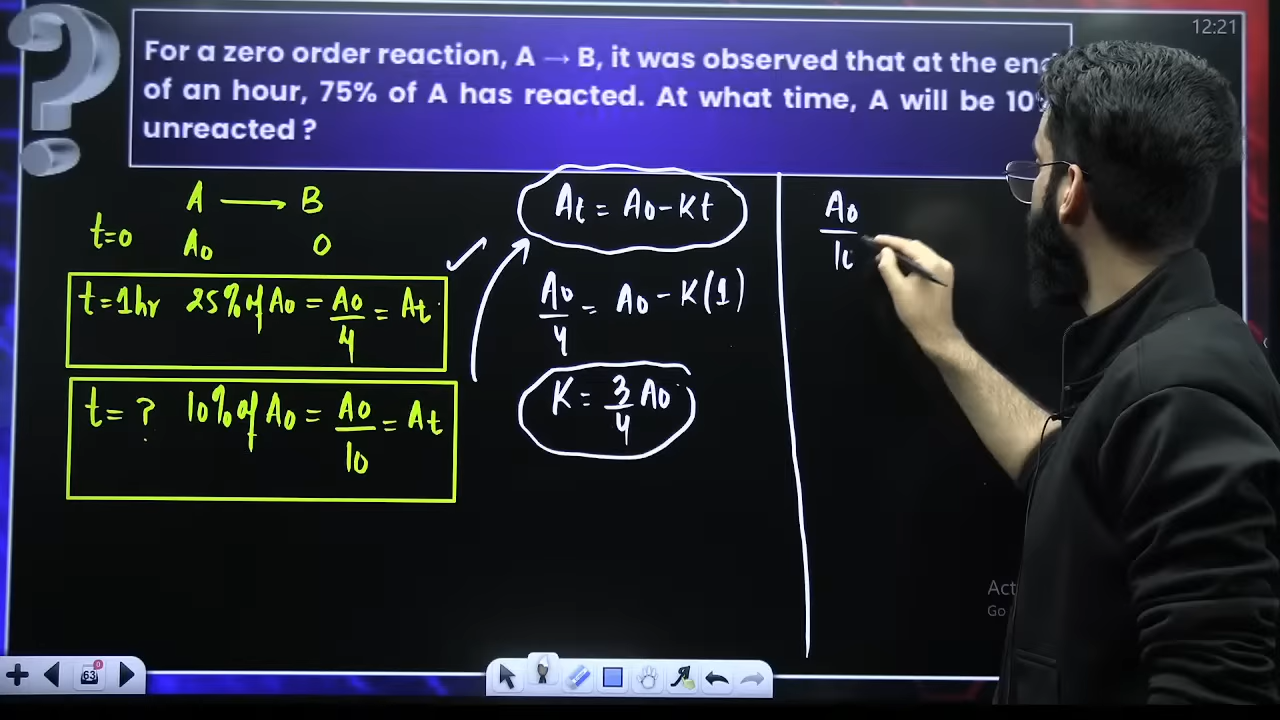 12:21
For a zero order reaction, A → B, it was observed that at the end
of an hour, 75% of A has reacted. At what time, A will be 10%
unreacted ?
A ⟶ B
t=0 A₀ 0
t=1hr 25% of A₀ = A₀/4 = At
t= ? 10% of A₀ = A₀/10 = At
At = A₀-Kt
A₀/4 = A₀-K(1)
K = 3/4 A₀
A₀/10
Act
Go
63